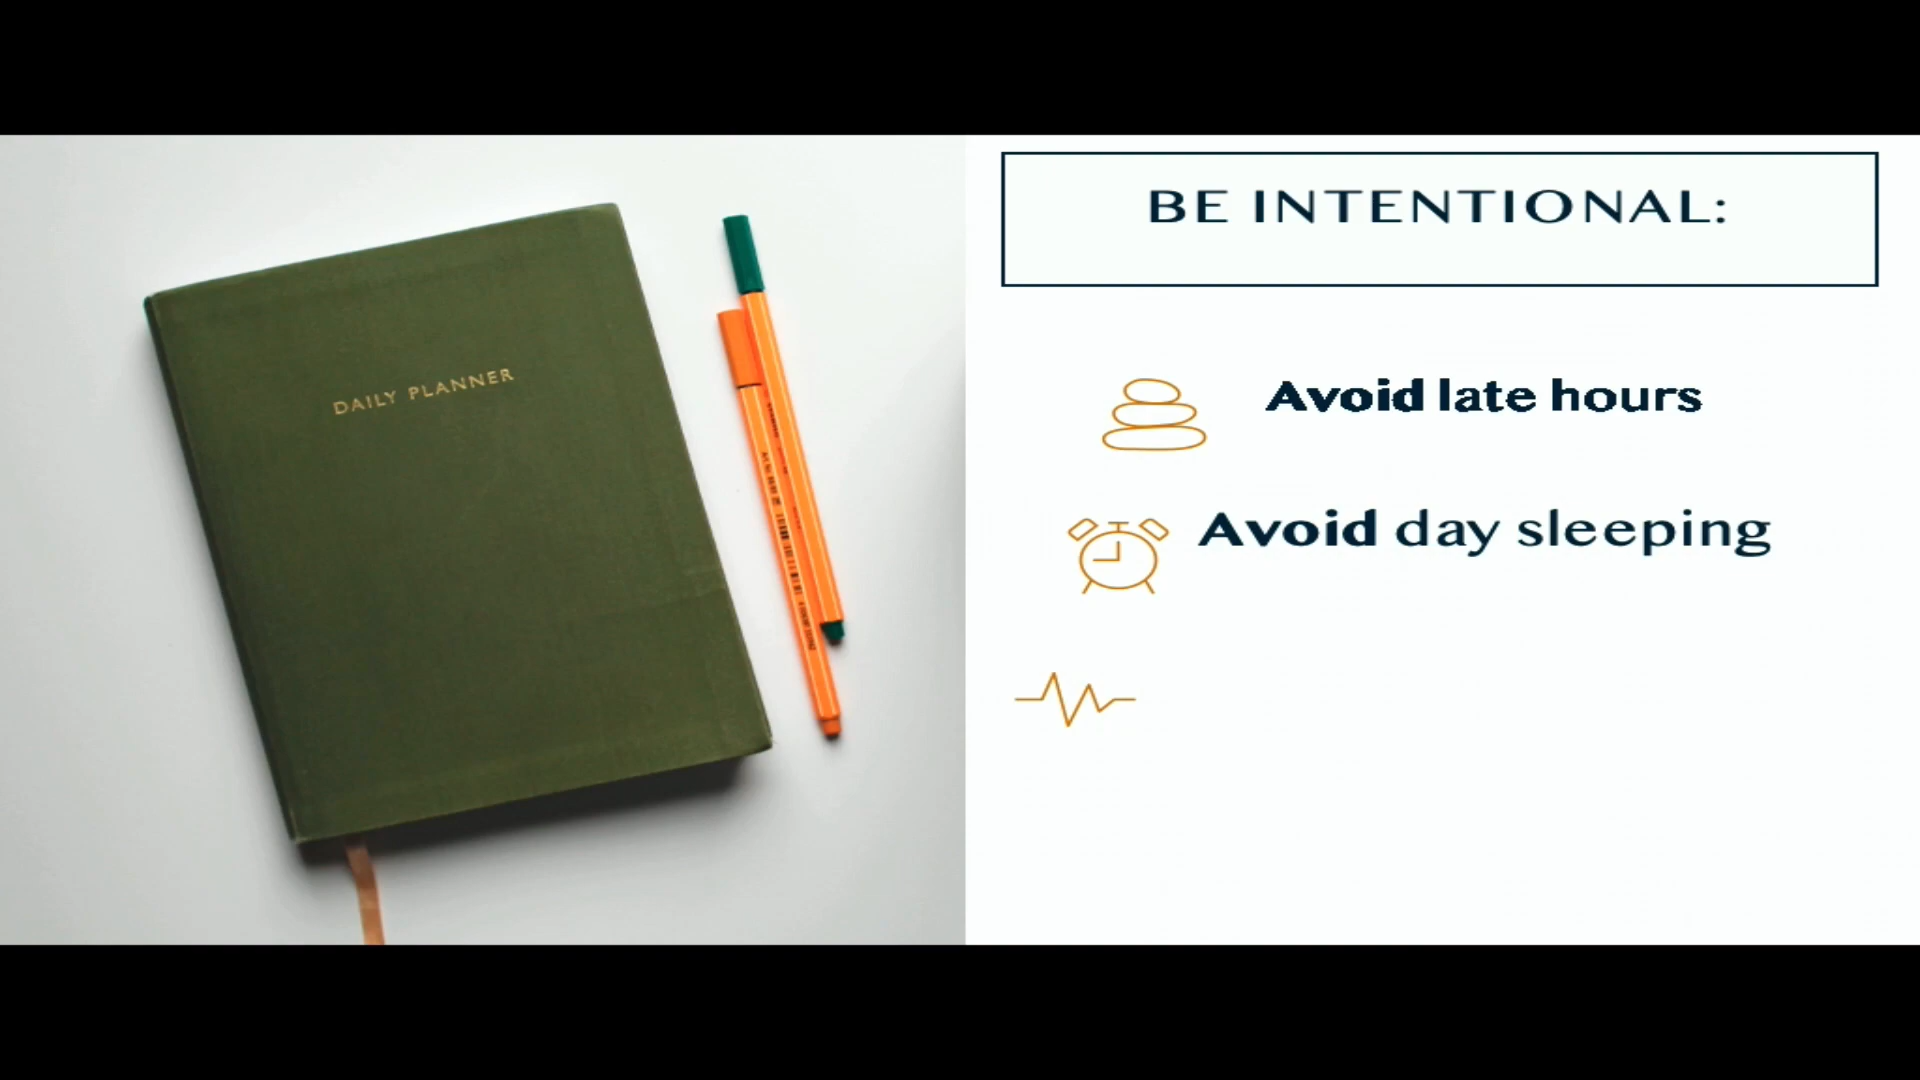 DAILY PLANNER
BE INTENTIONAL:
Avoid late hours
Avoid day sleeping